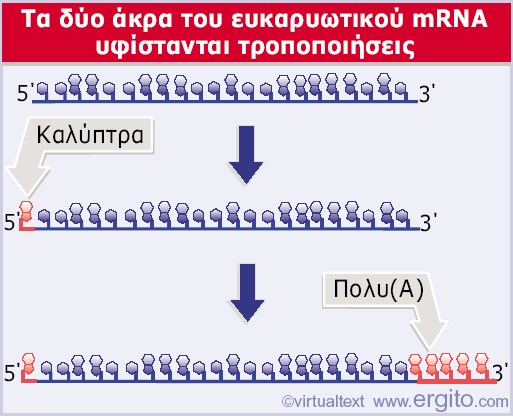 Τα δύο άκρα του ευκαρυωτικού mRNA
υφίστανται τροποποιήσεις
5' 3'
Καλύπτρα
5' 3'
Πολυ(Α)
5' 3'
©virtualtext www.ergito.com